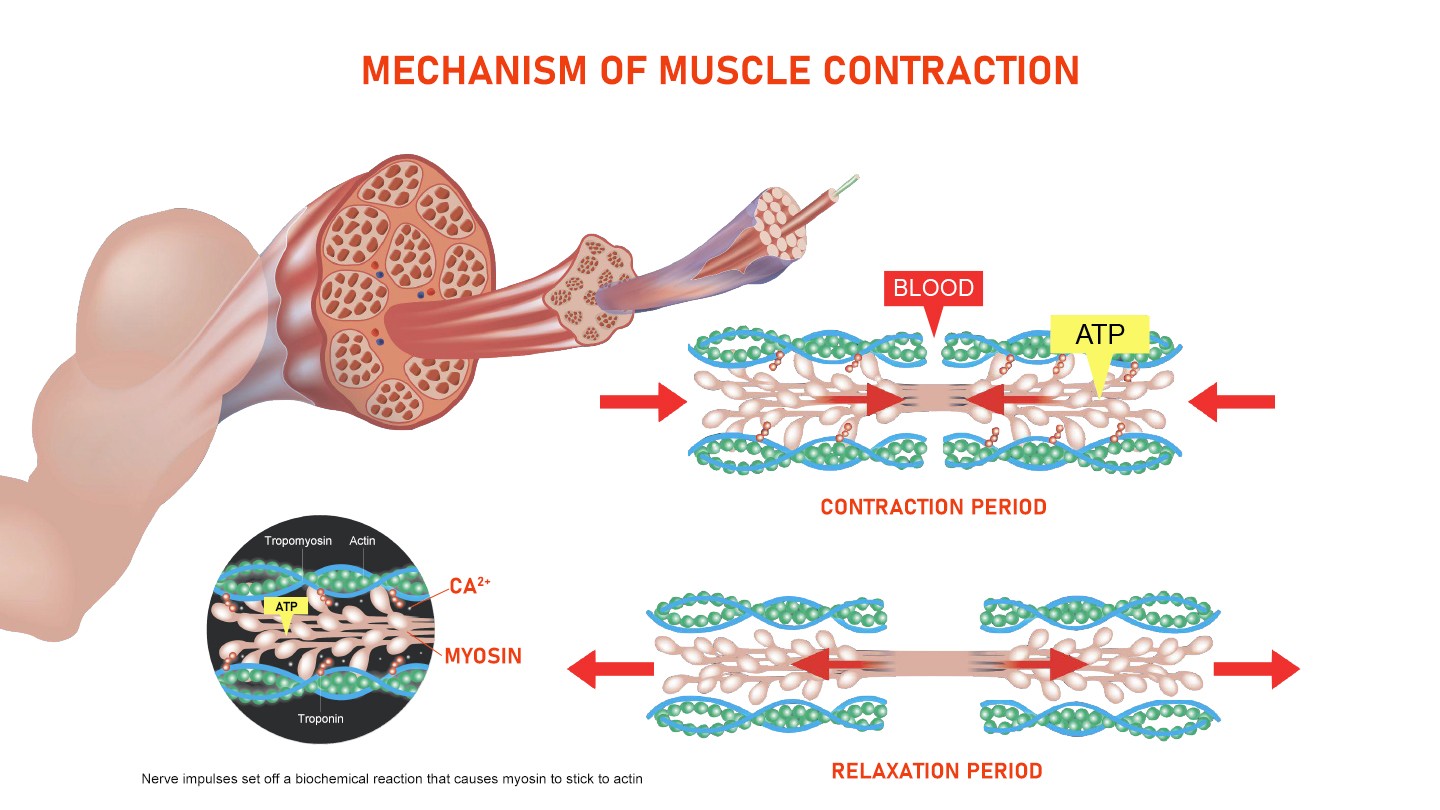 MECHANISM OF MUSCLE CONTRACTION
BLOOD
ATP
CONTRACTION PERIOD
Tropomyosin
Actin
CA²⁺
ATP
MYOSIN
Troponin
RELAXATION PERIOD
Nerve impulses set off a biochemical reaction that causes myosin to stick to actin